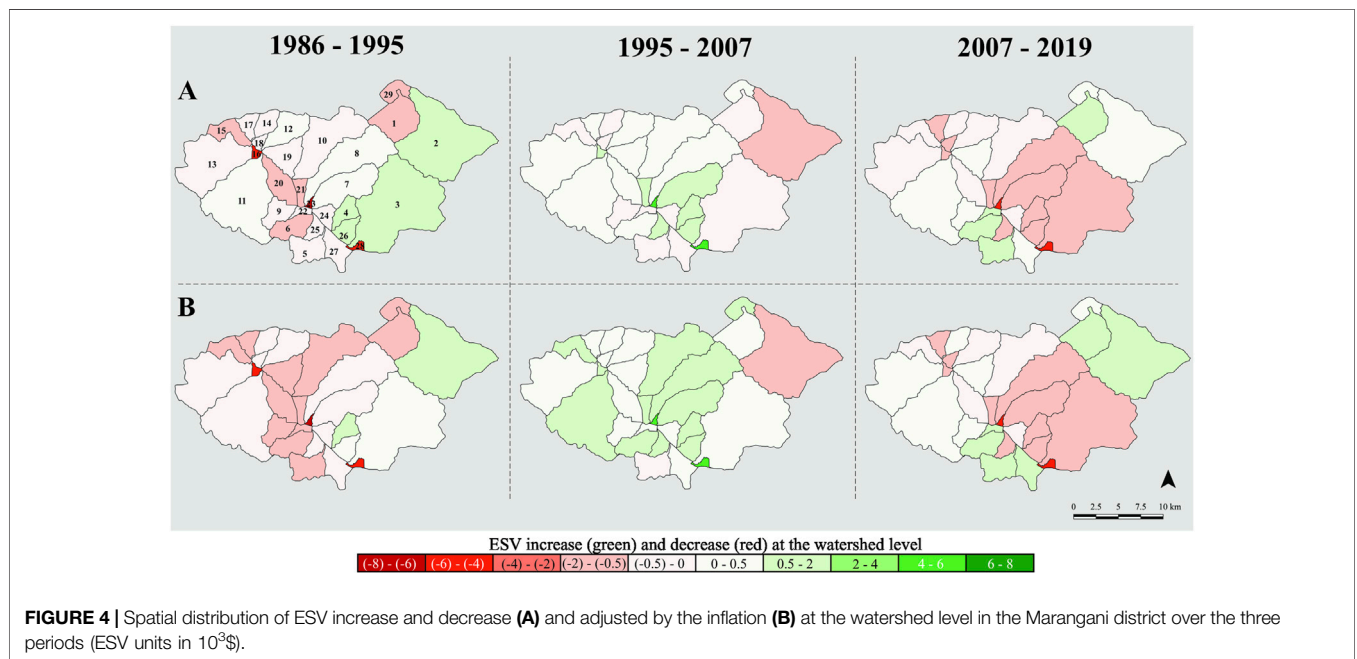 1986 - 1995
1995 - 2007
2007 - 2019
A
29
1
2
17
14
15
12
10
18
16
13
19
8
20
21
7
11
23
9
22
24
4
3
6
25
26
28
5
27
B
0 2.5 5 7.5 10 km
ESV increase (green) and decrease (red) at the watershed level
(-8) - (-6) (-6) - (-4) (-4) - (-2) (-2) - (-0.5) (-0.5) - 0 0 - 0.5 0.5 - 2 2 - 4 4 - 6 6 - 8
FIGURE 4 | Spatial distribution of ESV increase and decrease (A) and adjusted by the inflation (B) at the watershed level in the Marangani district over the three
periods (ESV units in 10³$).